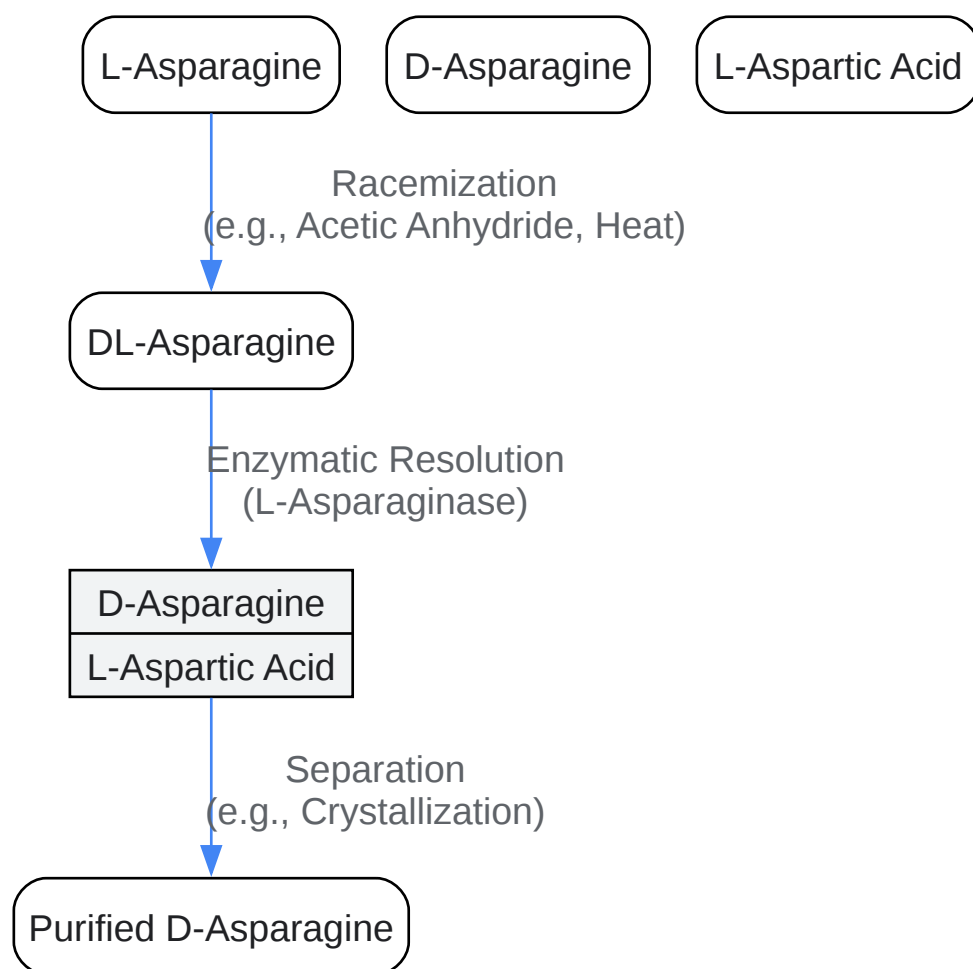 L-Asparagine
D-Asparagine
L-Aspartic Acid
Racemization
(e.g., Acetic Anhydride, Heat)
DL-Asparagine
Enzymatic Resolution
(L-Asparaginase)
D-Asparagine
L-Aspartic Acid
Separation
(e.g., Crystallization)
Purified D-Asparagine